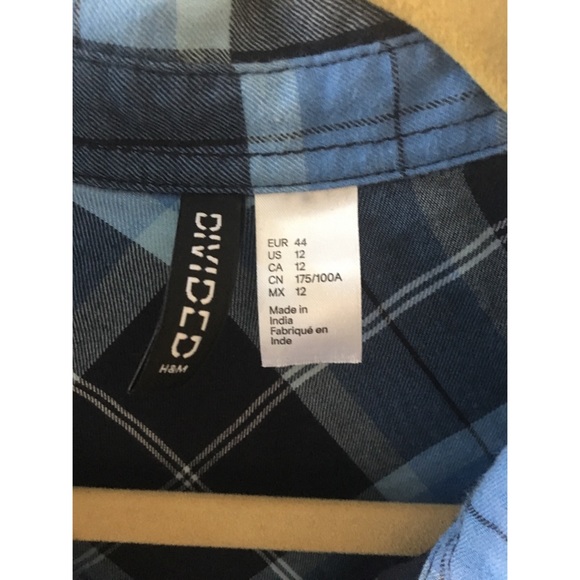 DIVIDED
H&M
EUR 44
US 12
CA 12
CN 175/100A
MX 12
Made in
India
Fabriqué en
Inde